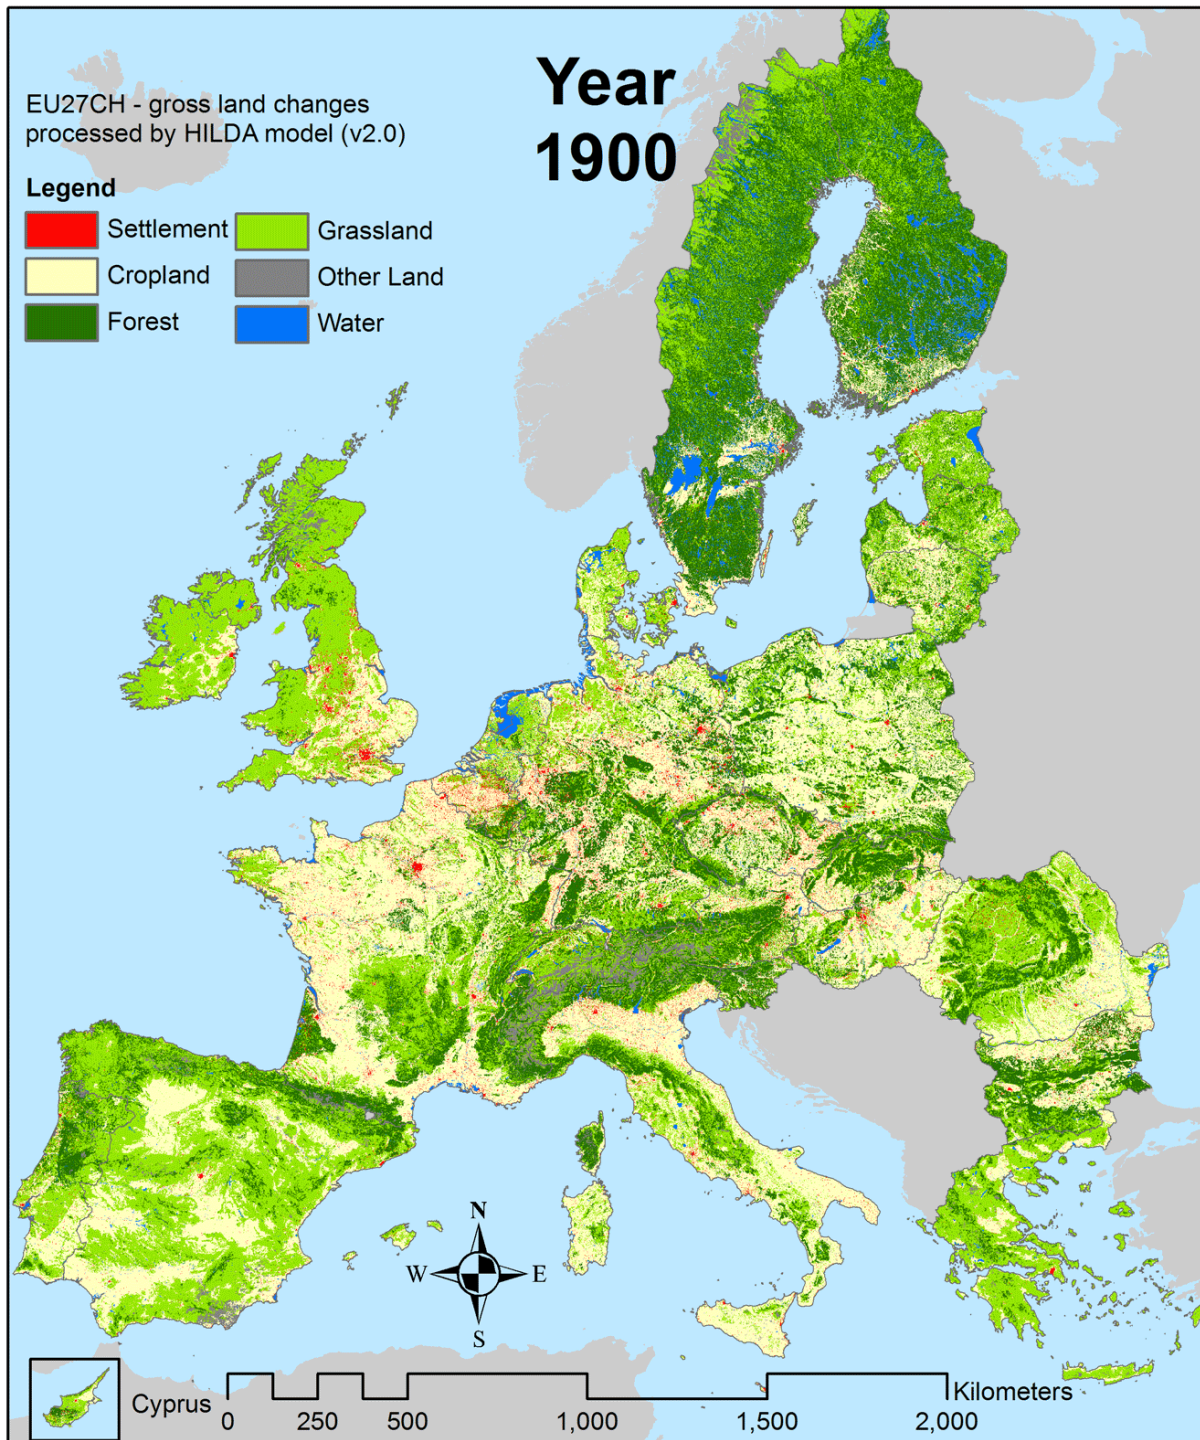 Year
1900
EU27CH - gross land changes
processed by HILDA model (v2.0)
Legend
Settlement
Grassland
Cropland
Other Land
Forest
Water
N
W
E
S
Cyprus
Kilometers
0
250
500
1,000
1,500
2,000